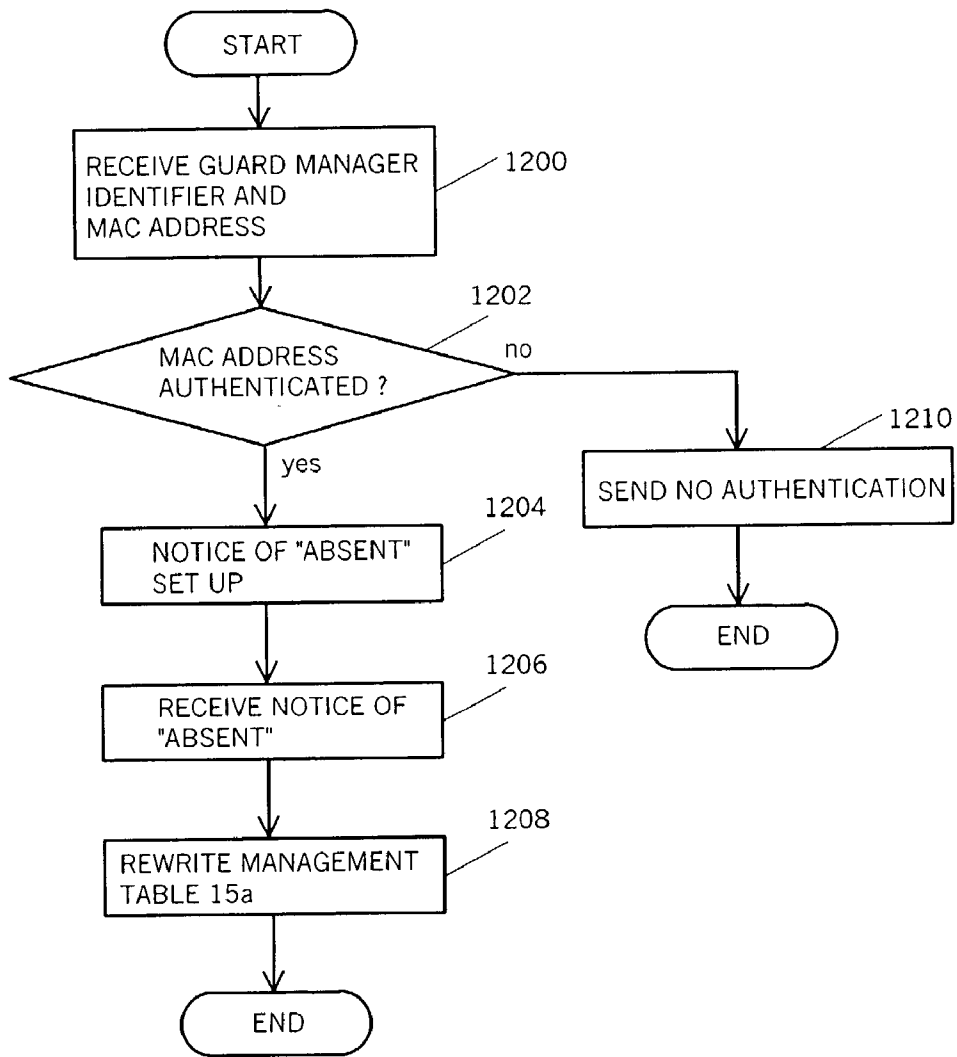 START
RECEIVE GUARD MANAGER
IDENTIFIER AND
MAC ADDRESS
1200
1202
MAC ADDRESS
AUTHENTICATED ?
no
yes
1210
SEND NO AUTHENTICATION
END
1204
NOTICE OF "ABSENT"
SET UP
1206
RECEIVE NOTICE OF
"ABSENT"
1208
REWRITE MANAGEMENT
TABLE 15a
END